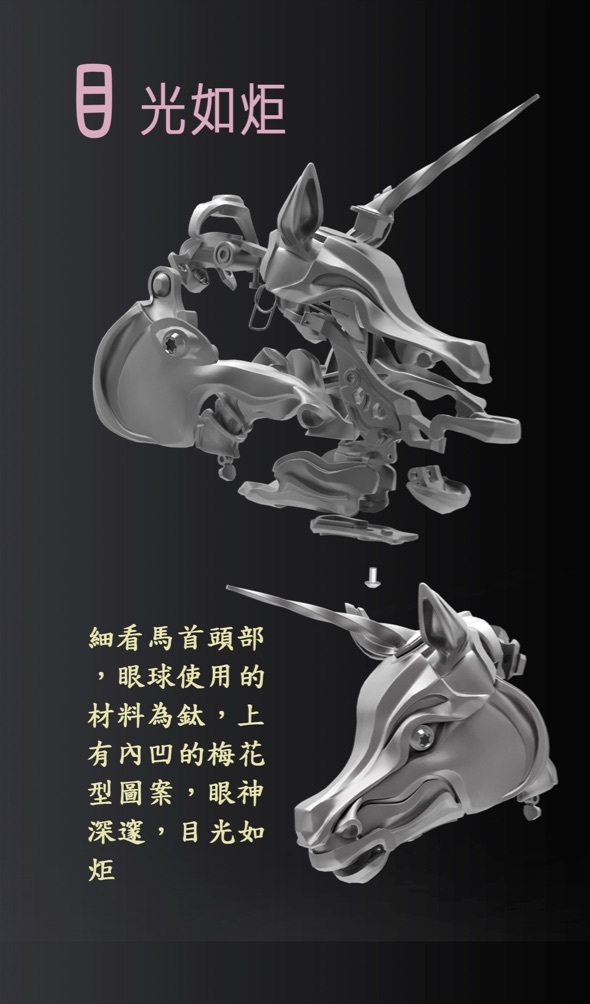 目光如炬
細看馬首頭部
，眼球使用的
材料為鈦，上
有內凹的梅花
型圖案，眼神
深邃，目光如
炬